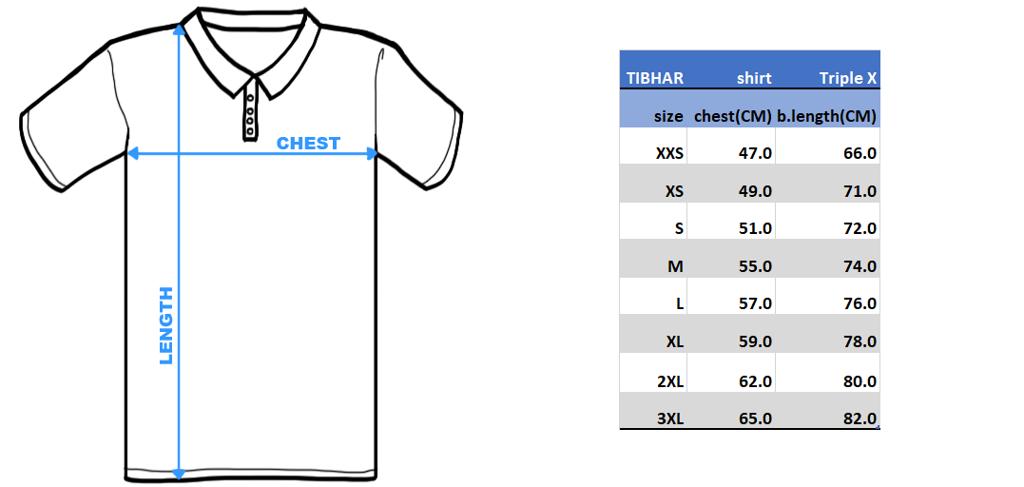 CHEST
LENGTH
TIBHAR shirt Triple X
size chest(CM) b.length(CM)
XXS 47.0 66.0
XS 49.0 71.0
S 51.0 72.0
M 55.0 74.0
L 57.0 76.0
XL 59.0 78.0
2XL 62.0 80.0
3XL 65.0 82.0